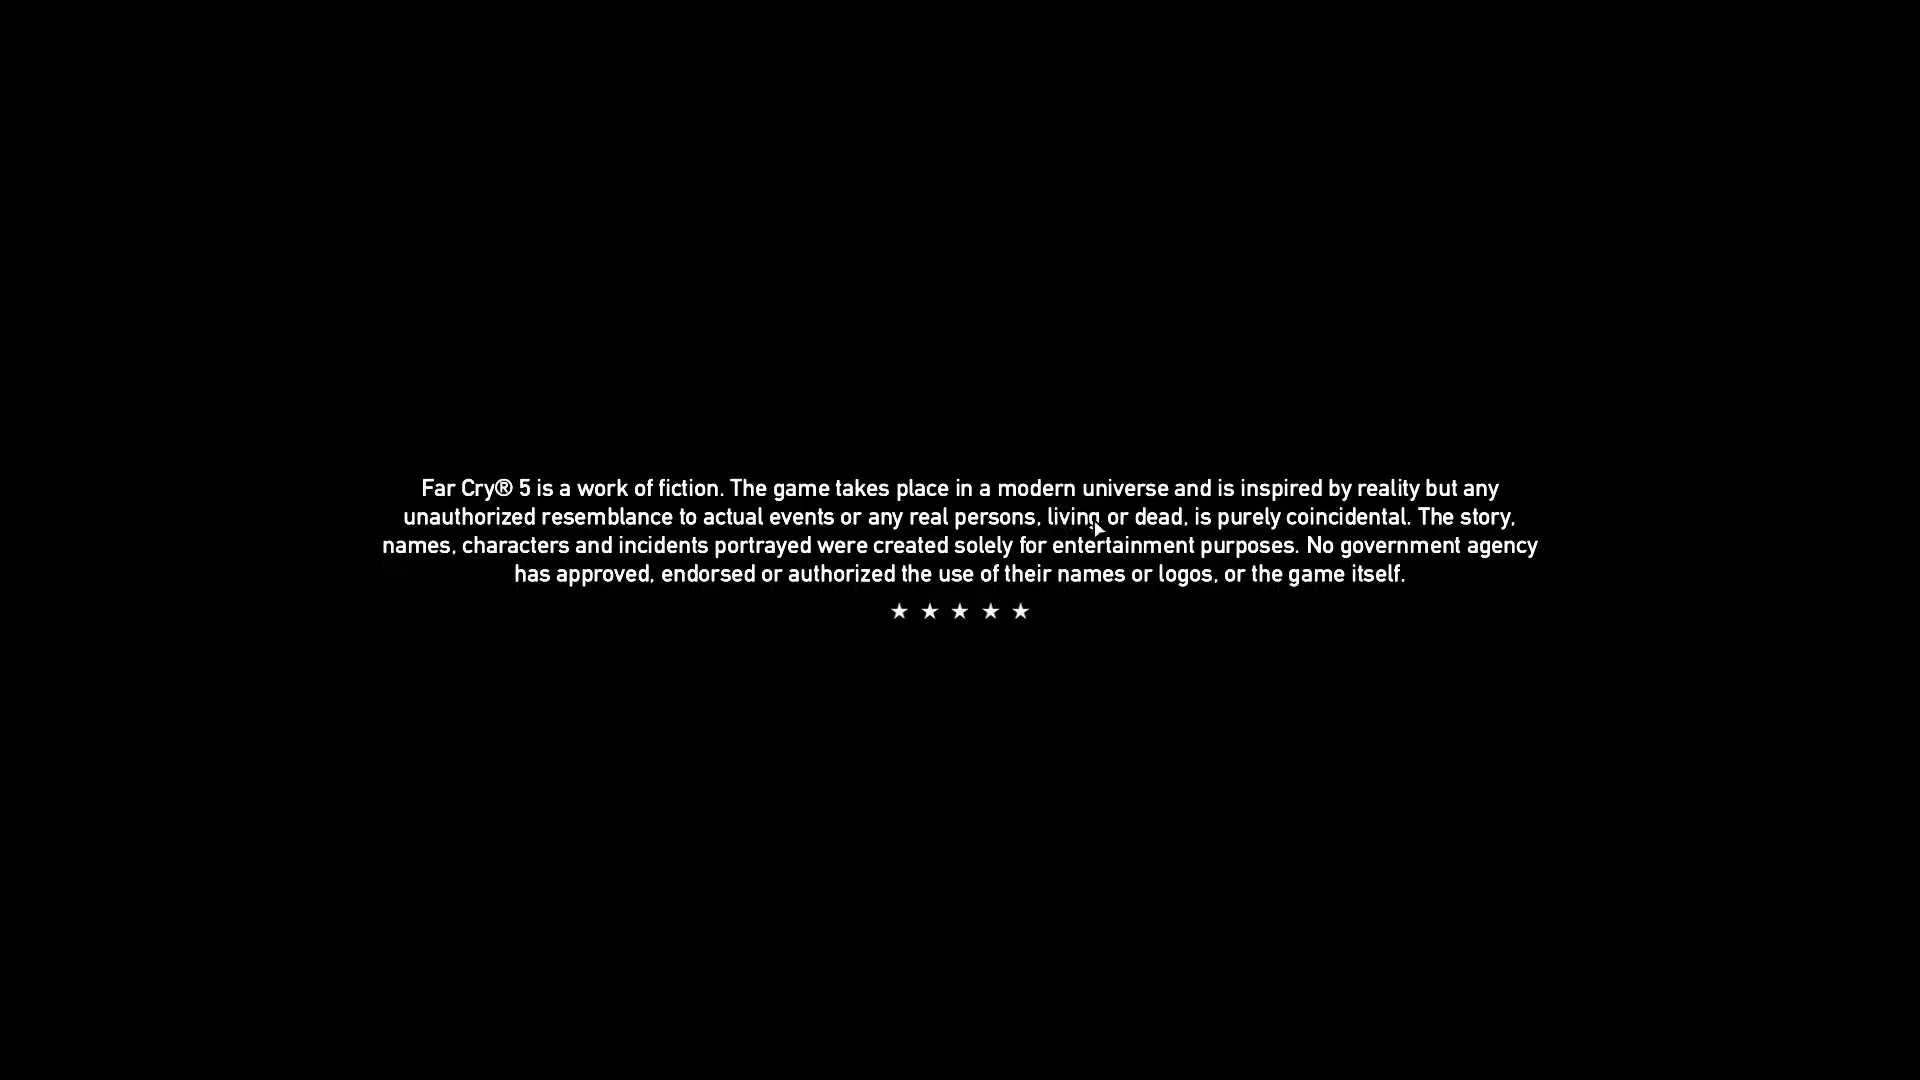 Far Cry® 5 is a work of fiction. The game takes place in a modern universe and is inspired by reality but any
unauthorized resemblance to actual events or any real persons, living or dead, is purely coincidental. The story,
names, characters and incidents portrayed were created solely for entertainment purposes. No government agency
has approved, endorsed or authorized the use of their names or logos, or the game itself.
★ ★ ★ ★ ★